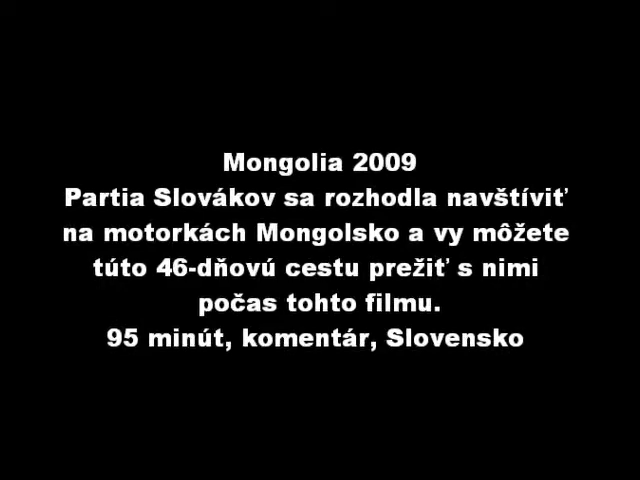 Mongolia 2009
Partia Slovákov sa rozhodla navštíviť
na motorkách Mongolsko a vy môžete
túto 46-dňovú cestu prežiť s nimi
počas tohto filmu.
95 minút, komentár, Slovensko